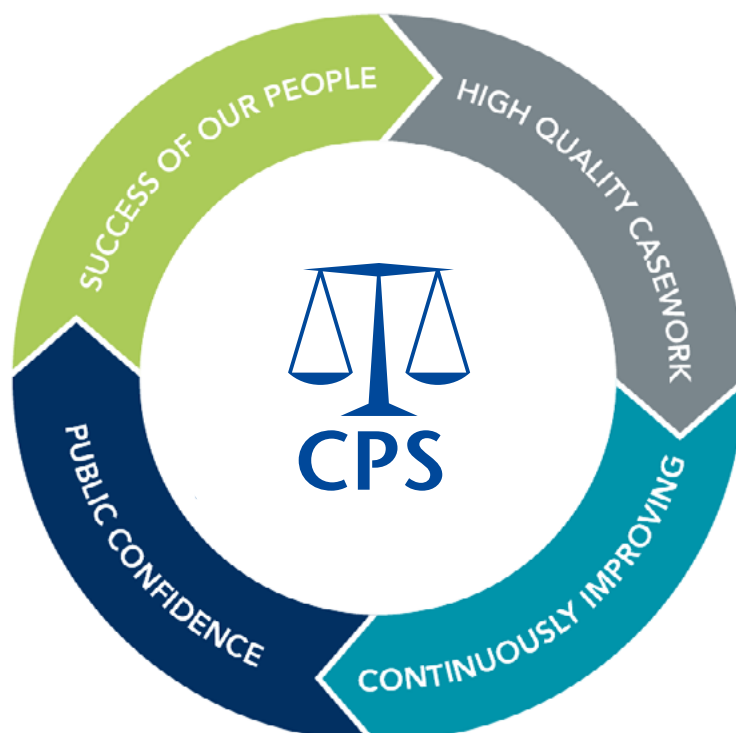 SUCCESS OF OUR PEOPLE
HIGH QUALITY CASEWORK
CONTINUOUSLY IMPROVING
PUBLIC CONFIDENCE
CPS